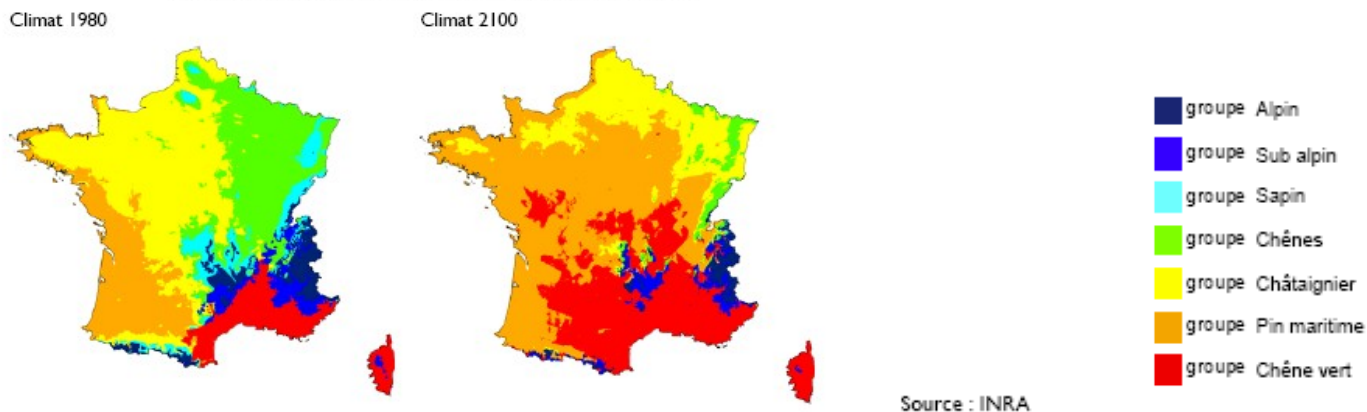 Climat 1980
Climat 2100
groupe Alpin
groupe Sub alpin
groupe Sapin
groupe Chênes
groupe Châtaignier
groupe Pin maritime
groupe Chêne vert
Source : INRA